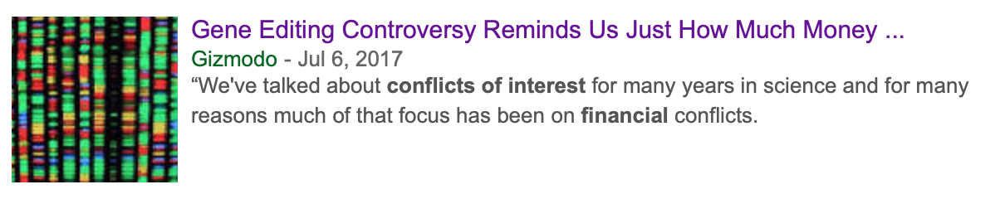 Gene Editing Controversy Reminds Us Just How Much Money ...
Gizmodo - Jul 6, 2017
“We've talked about conflicts of interest for many years in science and for many
reasons much of that focus has been on financial conflicts.